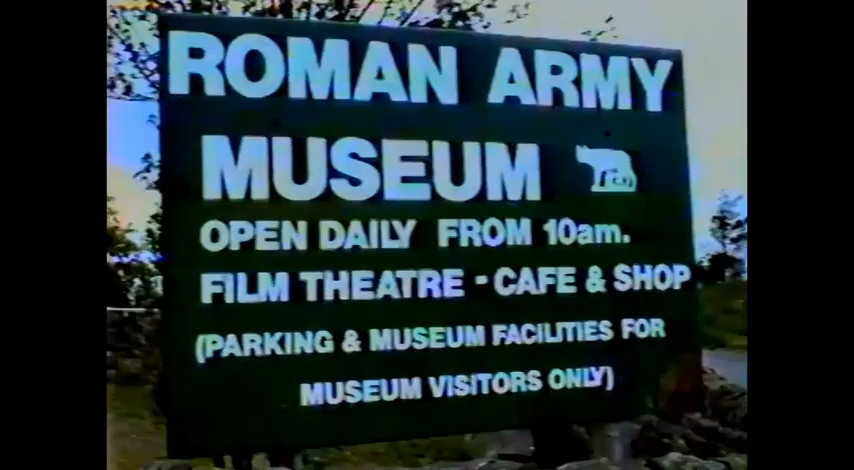 ROMAN ARMY
MUSEUM
OPEN DAILY FROM 10am.
FILM THEATRE - CAFE & SHOP
(PARKING & MUSEUM FACILITIES FOR
MUSEUM VISITORS ONLY)